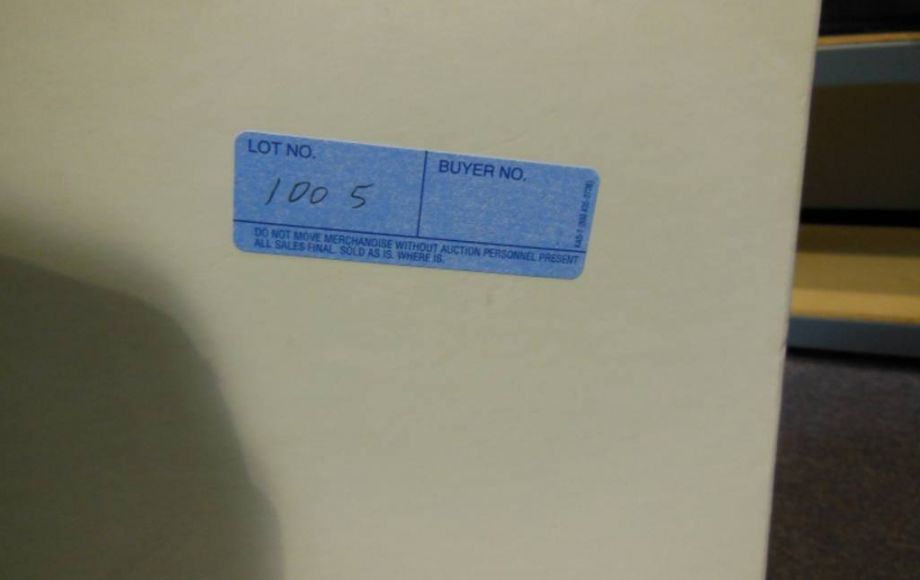 LOT NO. BUYER NO.
100 5
DO NOT MOVE MERCHANDISE WITHOUT AUCTION PERSONNEL PRESENT
ALL SALES FINAL. SOLD AS IS. WHERE IS.